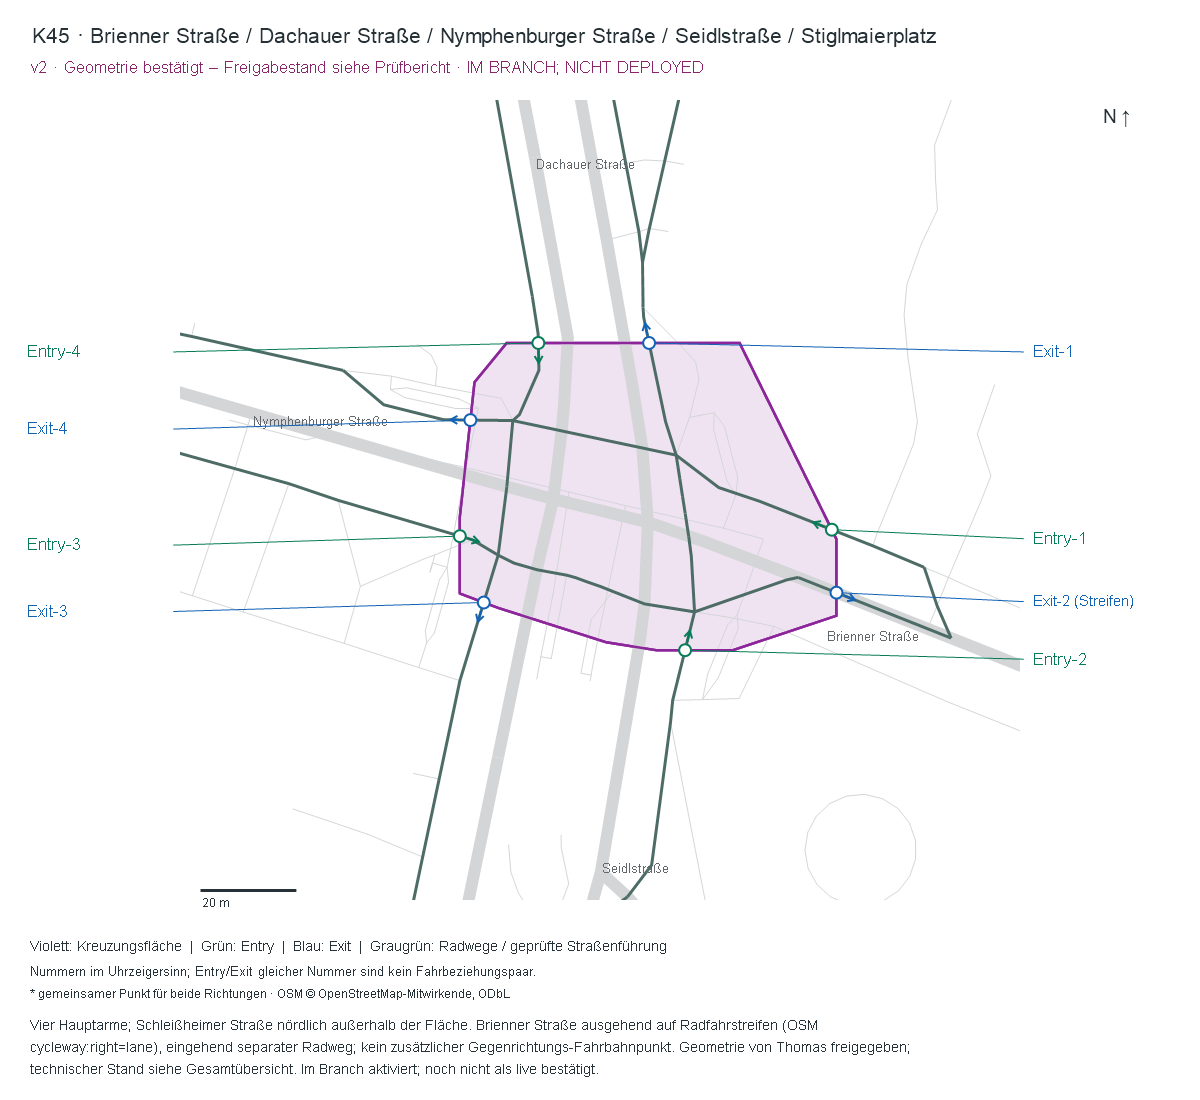 K45 · Brienner Straße / Dachauer Straße / Nymphenburger Straße / Seidlstraße / Stiglmaierplatz
v2 · Geometrie bestätigt – Freigabestand siehe Prüfbericht · IM BRANCH; NICHT DEPLOYED
N ↑
Dachauer Straße
Entry-4
Exit-1
Nymphenburger Straße
Exit-4
Entry-3
Entry-1
Exit-3
Exit-2 (Streifen)
Brienner Straße
Entry-2
Seidlstraße
20 m
Violett: Kreuzungsfläche | Grün: Entry | Blau: Exit | Graugrün: Radwege / geprüfte Straßenführung
Nummern im Uhrzeigersinn; Entry/Exit gleicher Nummer sind kein Fahrbeziehungspaar.
* gemeinsamer Punkt für beide Richtungen · OSM © OpenStreetMap-Mitwirkende, ODbL
Vier Hauptarme; Schleißheimer Straße nördlich außerhalb der Fläche. Brienner Straße ausgehend auf Radfahrstreifen (OSM
cycleway:right=lane), eingehend separater Radweg; kein zusätzlicher Gegenrichtungs-Fahrbahnpunkt. Geometrie von Thomas freigegeben;
technischer Stand siehe Gesamtübersicht. Im Branch aktiviert; noch nicht als live bestätigt.